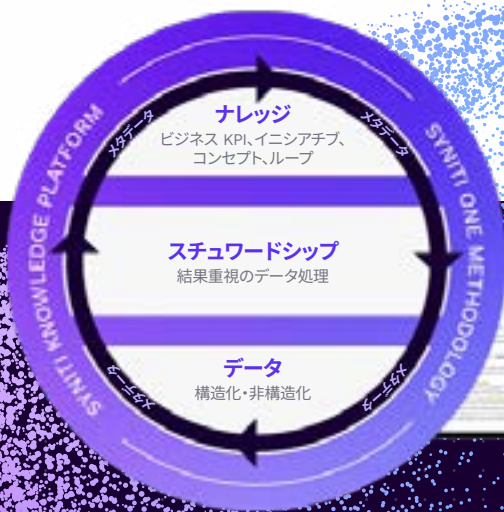 ナレッジ
ビジネス KPI、イニシアチブ、
コンセプト、ループ
スチュワードシップ
結果重視のデータ処理
データ
構造化・非構造化
メタデータ
メタデータ
メタデータ
メタデータ
SYNITI KNOWLEDGE PLATFORM
SYNITI ONE METHODOLOGY